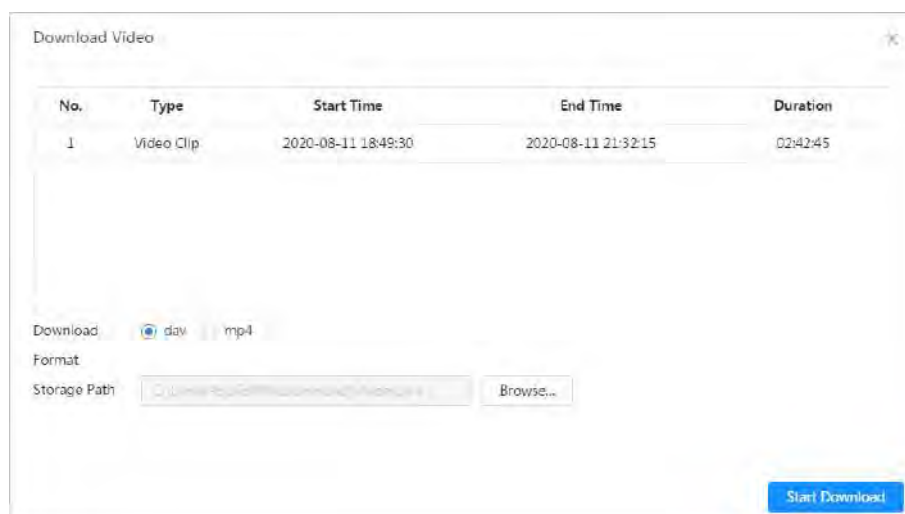 Download Video
No. Type Start Time End Time Duration
1 Video Clip 2020-08-11 18:49:30 2020-08-11 21:32:15 02:42:45
Download dav mp4
Format
Storage Path Browse...
Start Download